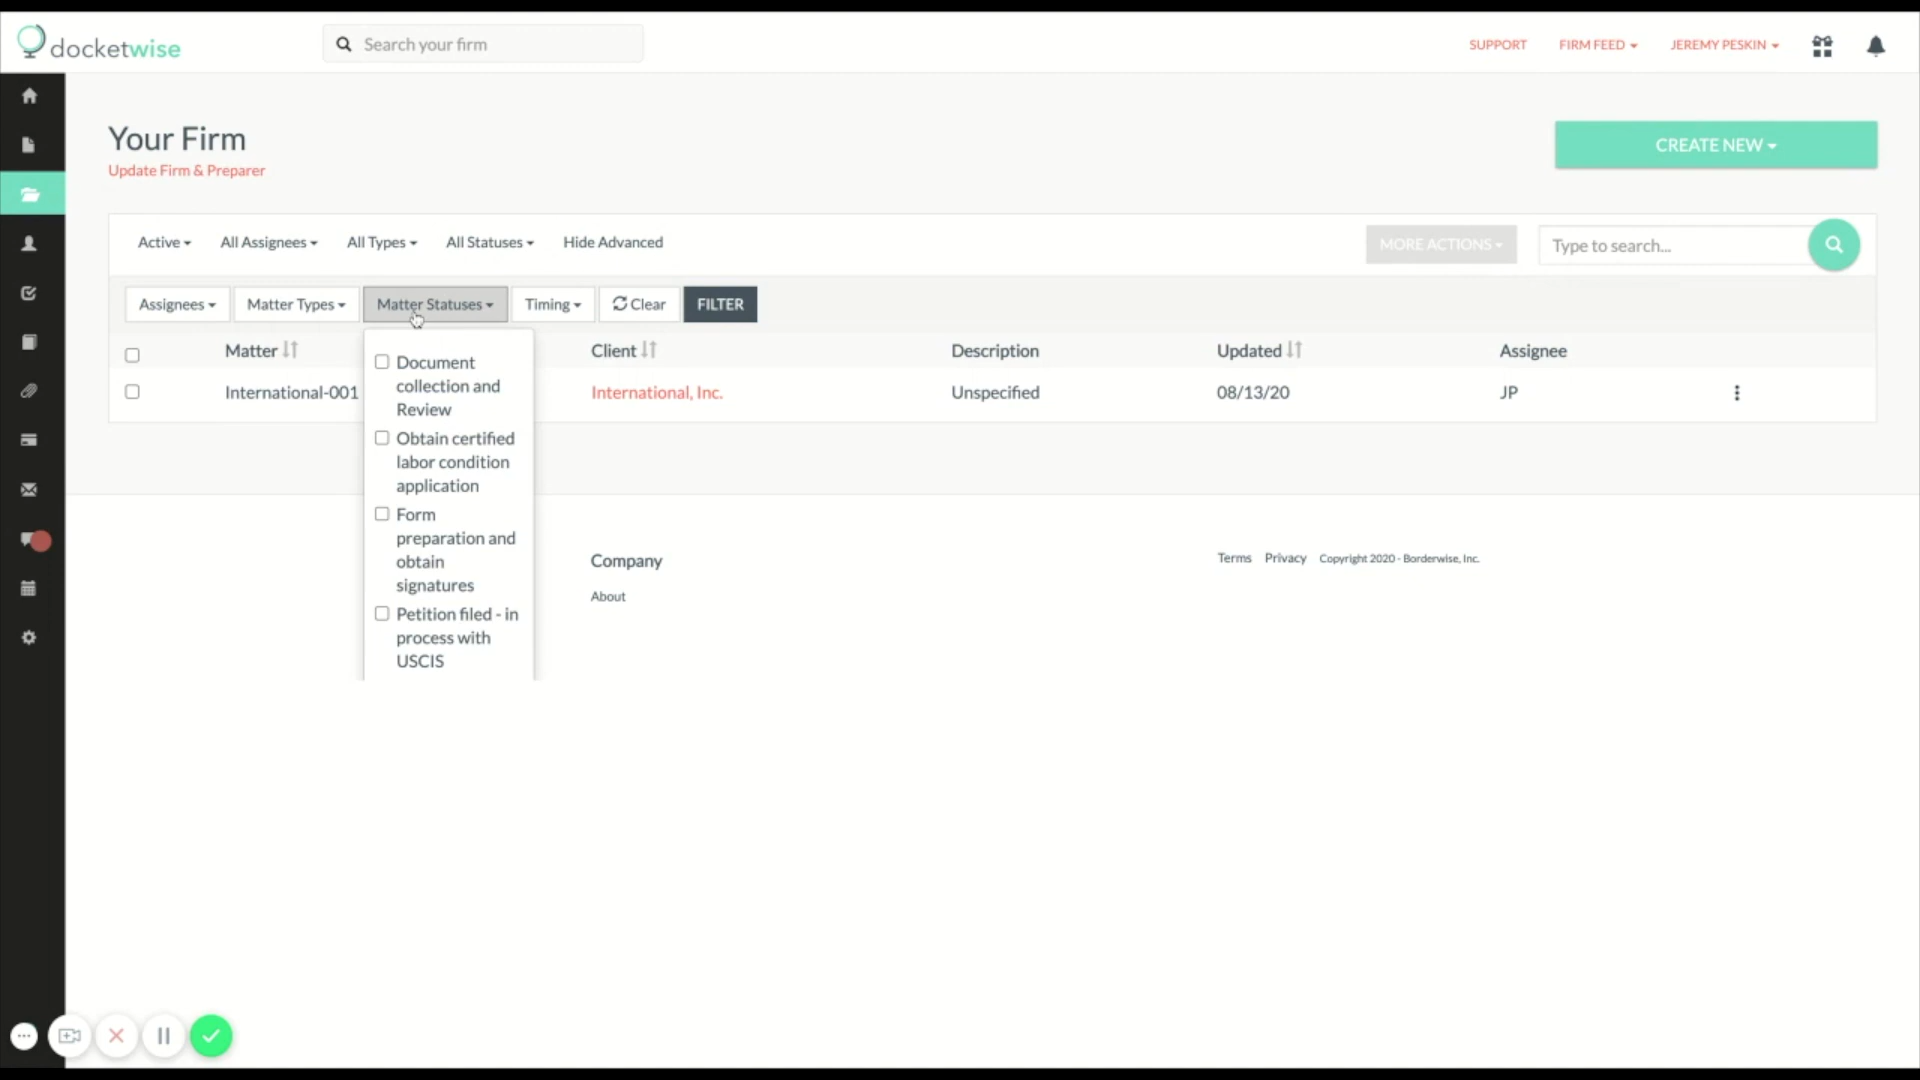 docketwise
Search your firm
SUPPORT
FIRM FEED
JEREMY PESKIN
Your Firm
Update Firm & Preparer
CREATE NEW
Active
All Assignees
All Types
All Statuses
Hide Advanced
MORE ACTIONS
Type to search...
Assignees
Matter Types
Matter Statuses
Timing
Clear
FILTER
Matter
Client
Description
Updated
Assignee
International-001
International, Inc.
Unspecified
08/13/20
JP
Document
collection and
Review
Obtain certified
labor condition
application
Form
preparation and
obtain
signatures
Petition filed - in
process with
USCIS
Company
About
Terms
Privacy
Copyright 2020 - Borderwise, Inc.